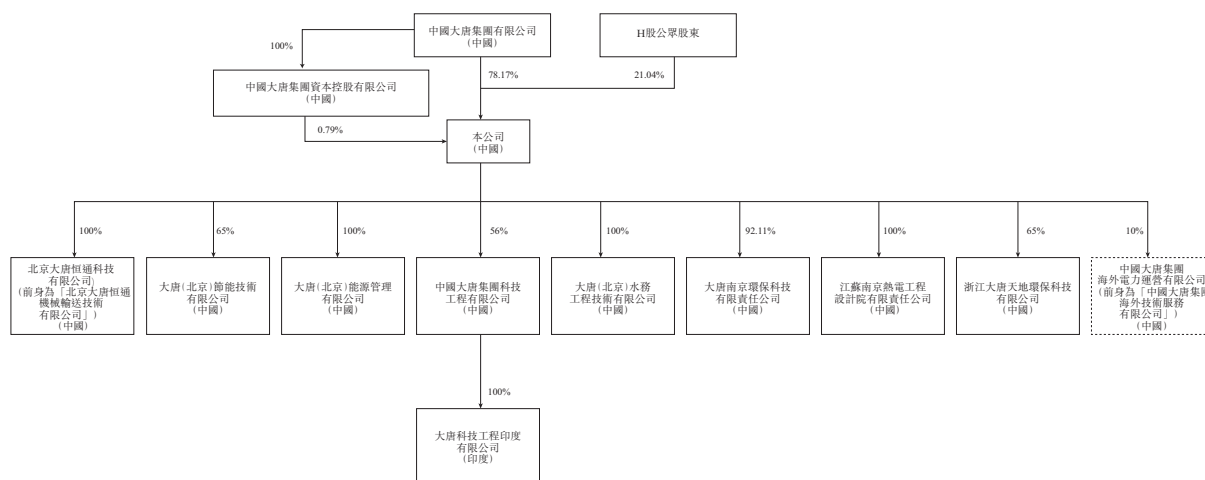 中國大唐集團有限公司
(中國)
H股公眾股東
100%
78.17%
21.04%
中國大唐集團資本控股有限公司
(中國)
0.79%
本公司
(中國)
100%
65%
100%
56%
100%
92.11%
100%
65%
10%
北京大唐恒通科技
有限公司
(前身為「北京大唐恒通
機械輸送技術
有限公司」)
(中國)
大唐(北京)節能技術
有限公司
(中國)
大唐(北京)能源管理
有限公司
(中國)
中國大唐集團科技
工程有限公司
(中國)
大唐(北京)水務
工程技術有限公司
(中國)
大唐南京環保科技有
限責任公司
(中國)
江蘇南京熱電工程
設計院有限責任公司
(中國)
浙江大唐天地環保科技
有限公司
(中國)
中國大唐集團
海外電力運營有限公司
(前身為「中國大唐集團
海外技術服務
有限公司」)
(中國)
100%
大唐科技工程印度
有限公司
(印度)